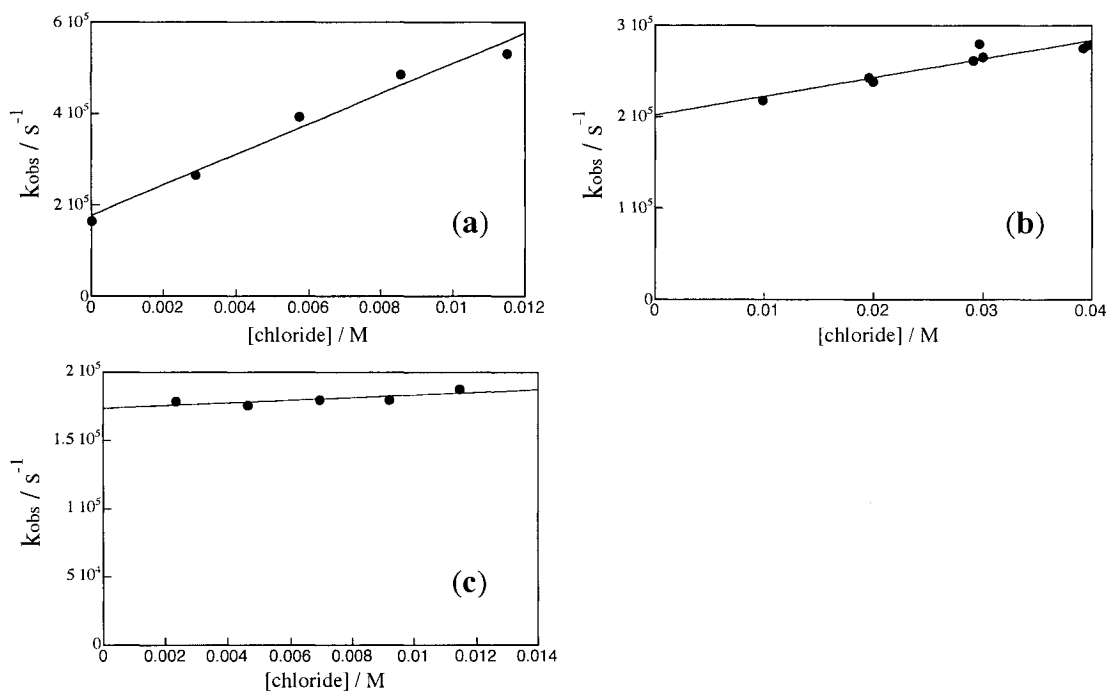 6 10⁵
4 10⁵
2 10⁵
0
kobs / s⁻¹
(a)
0 0.002 0.004 0.006 0.008 0.01 0.012
[chloride] / M
3 10⁵
2 10⁵
1 10⁵
0
kobs / s⁻¹
(b)
0 0.01 0.02 0.03 0.04
[chloride] / M
2 10⁵
1.5 10⁵
1 10⁵
5 10⁴
0
kobs / s⁻¹
(c)
0 0.002 0.004 0.006 0.008 0.01 0.012 0.014
[chloride] / M